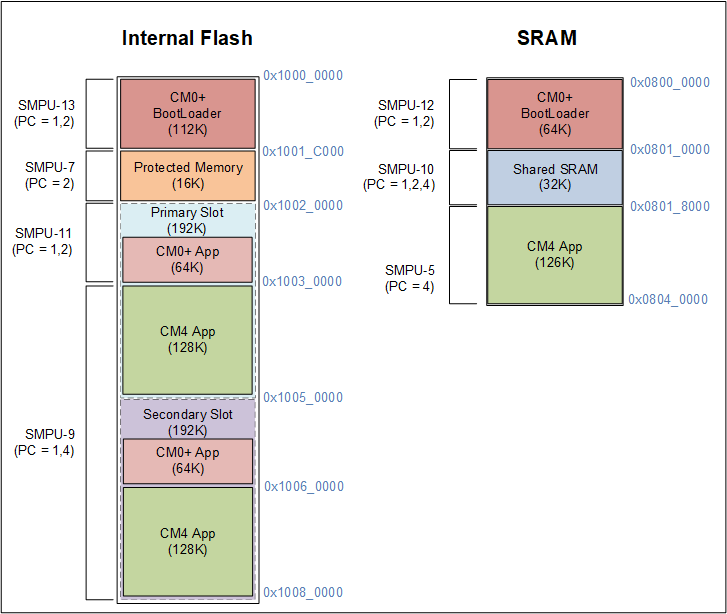 Internal Flash
SMPU-13
(PC = 1,2)
SMPU-7
(PC = 2)
SMPU-11
(PC = 1,2)
SMPU-9
(PC = 1,4)
CM0+
BootLoader
(112K)
Protected Memory
(16K)
Primary Slot
(192K)
CM0+ App
(64K)
CM4 App
(128K)
Secondary Slot
(192K)
CM0+ App
(64K)
CM4 App
(128K)
0x1000_0000
0x1001_C000
0x1002_0000
0x1003_0000
0x1005_0000
0x1006_0000
0x1008_0000
SRAM
SMPU-12
(PC = 1,2)
SMPU-10
(PC = 1,2,4)
SMPU-5
(PC = 4)
CM0+
BootLoader
(64K)
Shared SRAM
(32K)
CM4 App
(126K)
0x0800_0000
0x0801_0000
0x0801_8000
0x0804_0000